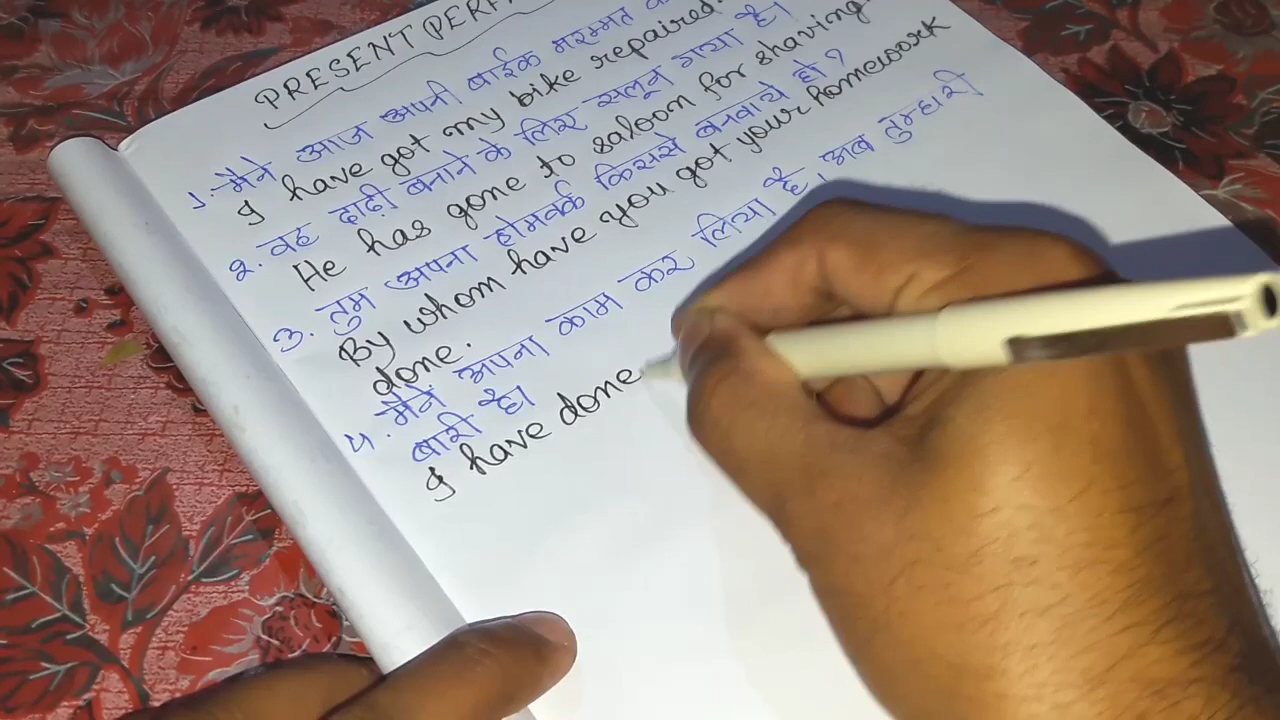 PRESENT PERF
1. मैने आज अपनी बाईक मरम्मत
I have got my bike repaired.
2. वह दाढ़ी बनाने के लिए सलून गया है।
He has gone to saloon for shaving.
3. तुम अपना होमवर्क किससे बनवाये हो?
By whom have you got your homework
done.
4. मैनें अपना काम कर लिया है, अब तुम्हारी
बारी है।
I have done